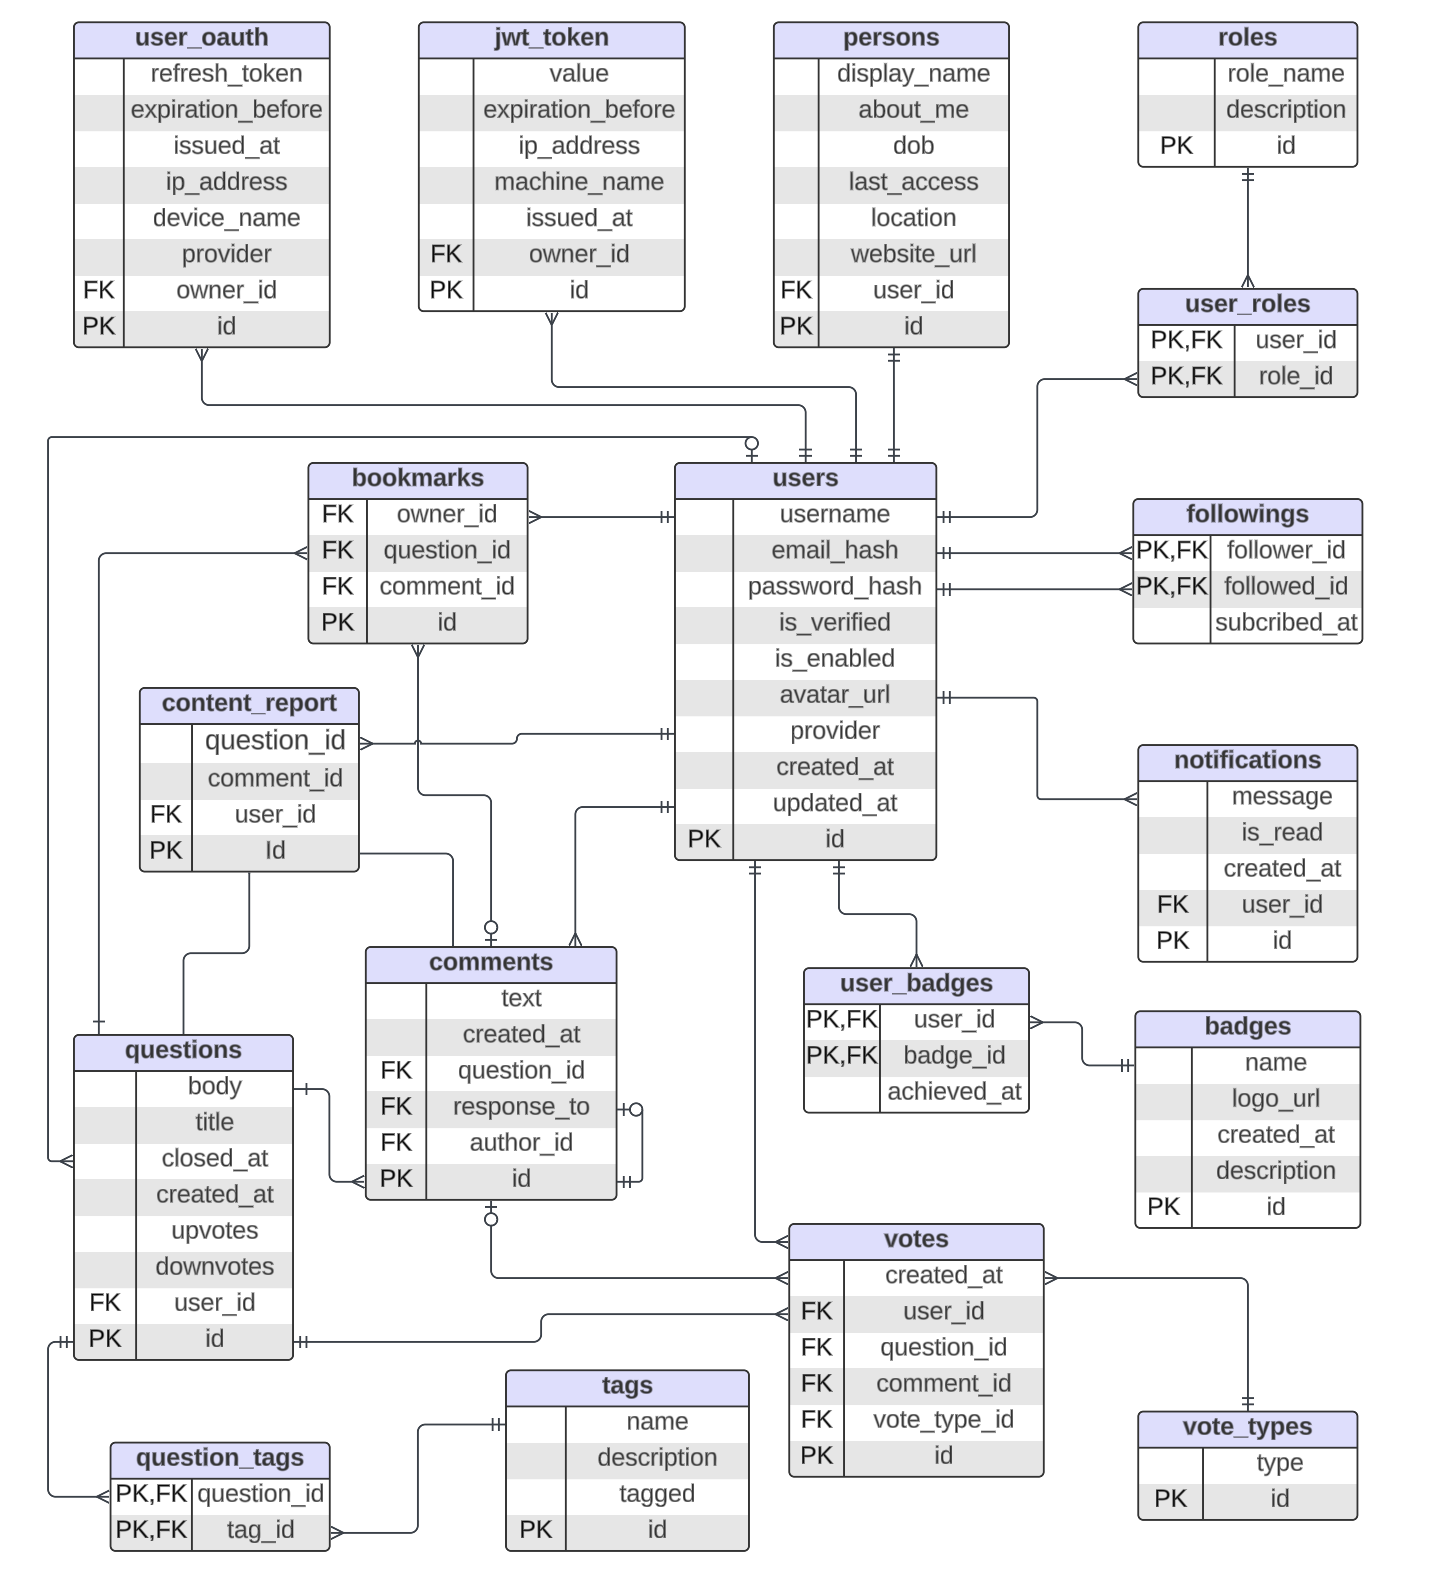 user_oauth
refresh_token
expiration_before
issued_at
ip_address
device_name
provider
FK owner_id
PK id
jwt_token
value
expiration_before
ip_address
machine_name
issued_at
FK owner_id
PK id
persons
display_name
about_me
dob
last_access
location
website_url
FK user_id
PK id
roles
role_name
description
PK id
user_roles
PK,FK user_id
PK,FK role_id
bookmarks
FK owner_id
FK question_id
FK comment_id
PK id
users
username
email_hash
password_hash
is_verified
is_enabled
avatar_url
provider
created_at
updated_at
PK id
followings
PK,FK follower_id
PK,FK followed_id
subcribed_at
content_report
question_id
comment_id
FK user_id
PK Id
notifications
message
is_read
created_at
FK user_id
PK id
comments
text
created_at
FK question_id
FK response_to
FK author_id
PK id
user_badges
PK,FK user_id
PK,FK badge_id
achieved_at
badges
name
logo_url
created_at
description
PK id
questions
body
title
closed_at
created_at
upvotes
downvotes
FK user_id
PK id
votes
created_at
FK user_id
FK question_id
FK comment_id
FK vote_type_id
PK id
tags
name
description
tagged
PK id
vote_types
type
PK id
question_tags
PK,FK question_id
PK,FK tag_id